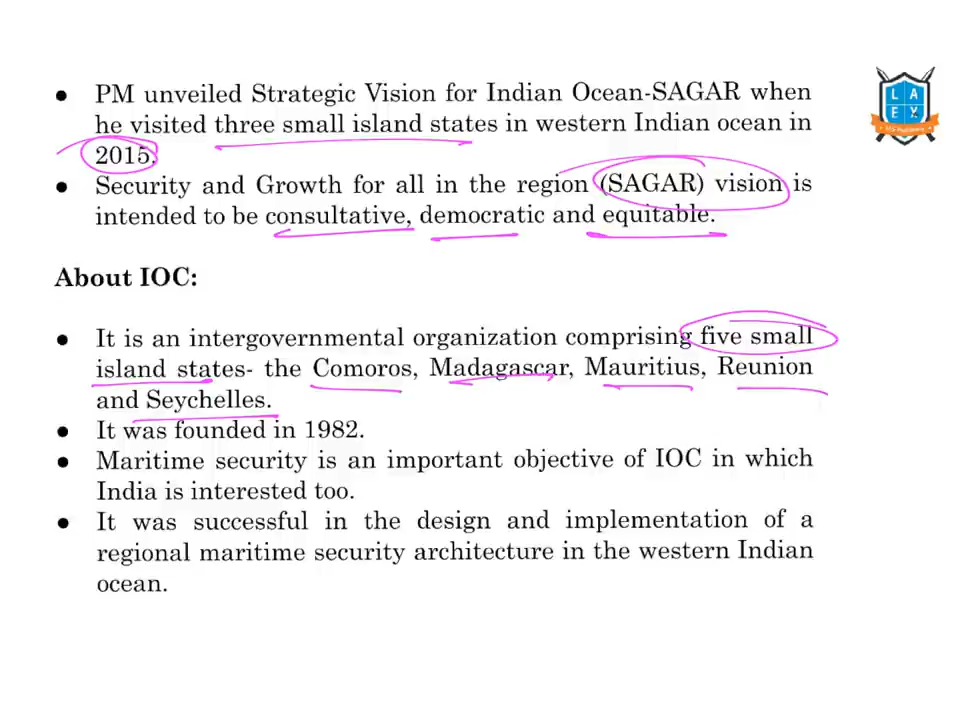 ● PM unveiled Strategic Vision for Indian Ocean-SAGAR when
he visited three small island states in western Indian ocean in
2015.
● Security and Growth for all in the region (SAGAR) vision is
intended to be consultative, democratic and equitable.
About IOC:
● It is an intergovernmental organization comprising five small
island states- the Comoros, Madagascar, Mauritius, Reunion
and Seychelles.
● It was founded in 1982.
● Maritime security is an important objective of IOC in which
India is interested too.
● It was successful in the design and implementation of a
regional maritime security architecture in the western Indian
ocean.
L A
E X